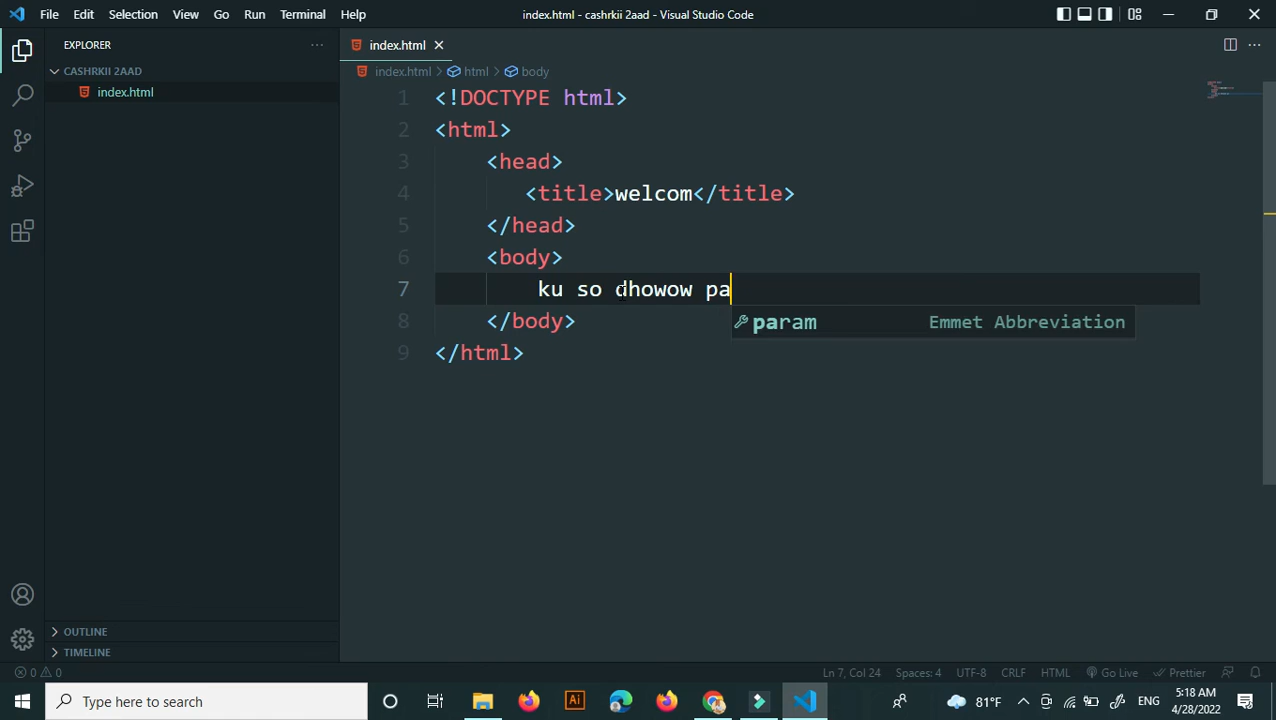 File Edit Selection View Go Run Terminal Help
index.html - cashrkii 2aad - Visual Studio Code
EXPLORER
CASHRKII 2AAD
index.html
index.html
index.html > html > body
1 <!DOCTYPE html>
2 <html>
3 <head>
4 <title>welcom</title>
5 </head>
6 <body>
7 ku so dhowow pa
param Emmet Abbreviation
8 </body>
9 </html>
OUTLINE
TIMELINE
0 0
Ln 7, Col 24 Spaces: 4 UTF-8 CRLF HTML Go Live Prettier
Type here to search
Ai
81°F
ENG
5:18 AM
4/28/2022